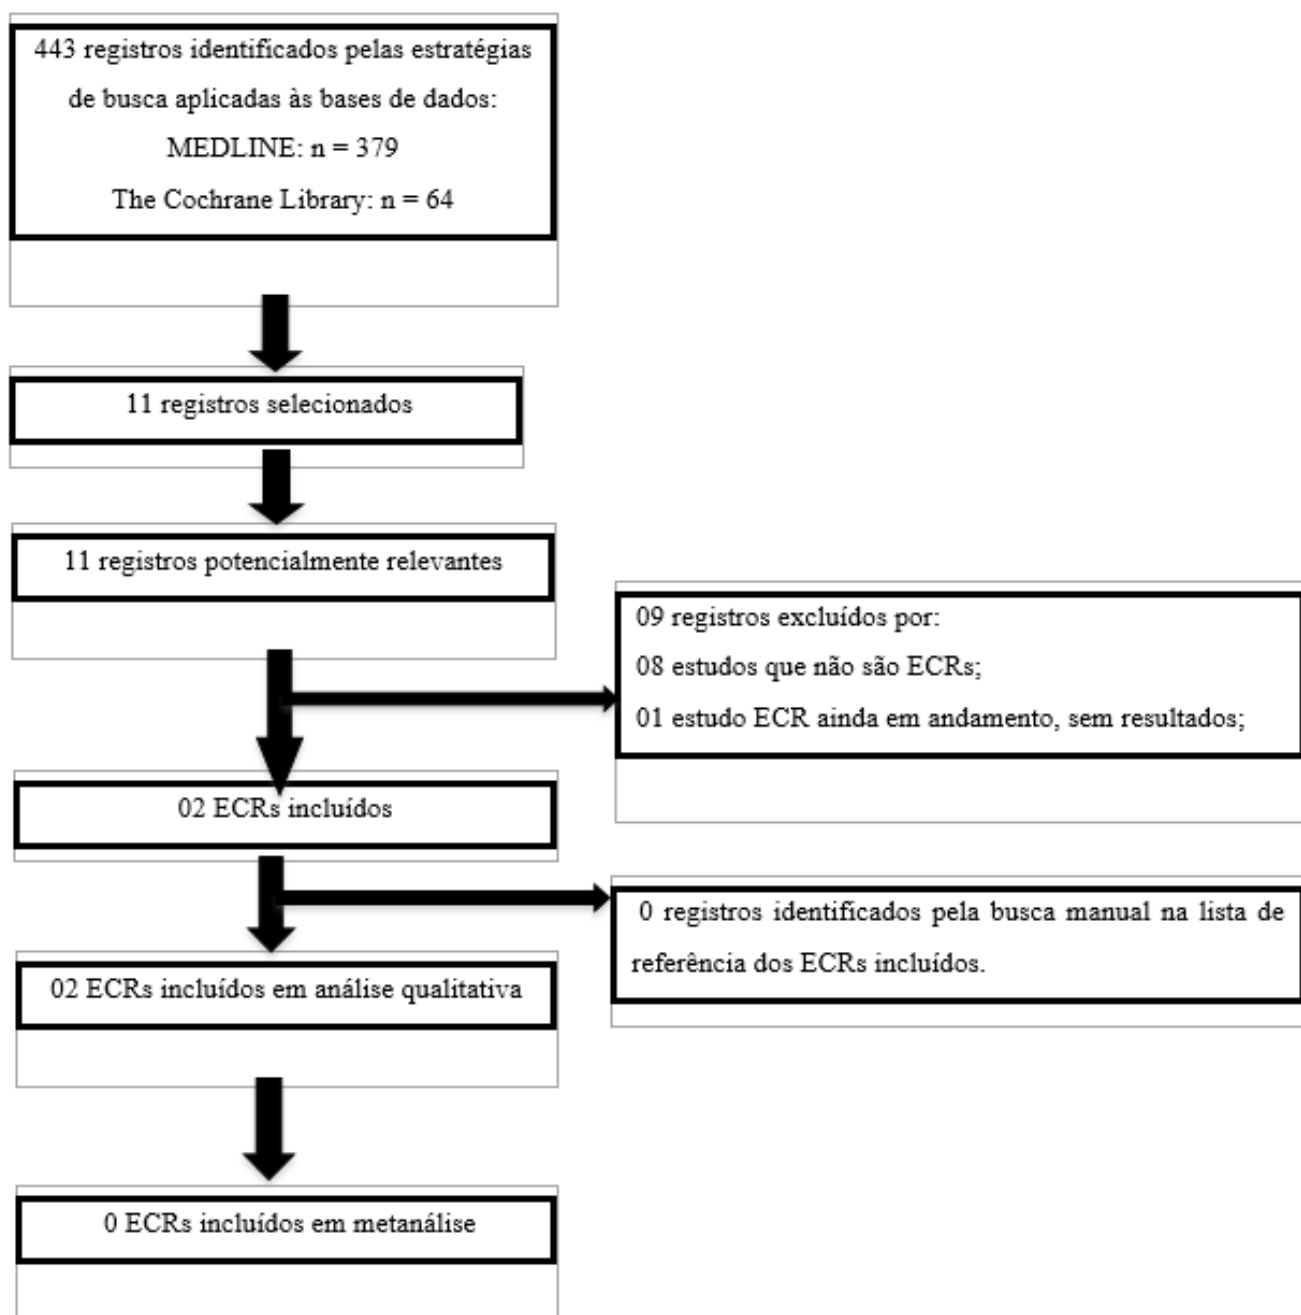 443 registros identificados pelas estratégias
de busca aplicadas às bases de dados:
MEDLINE: n = 379
The Cochrane Library: n = 64
11 registros selecionados
11 registros potencialmente relevantes
09 registros excluídos por:
08 estudos que não são ECRs;
01 estudo ECR ainda em andamento, sem resultados;
02 ECRs incluídos
0 registros identificados pela busca manual na lista de
referência dos ECRs incluídos.
02 ECRs incluídos em análise qualitativa
0 ECRs incluídos em metanálise